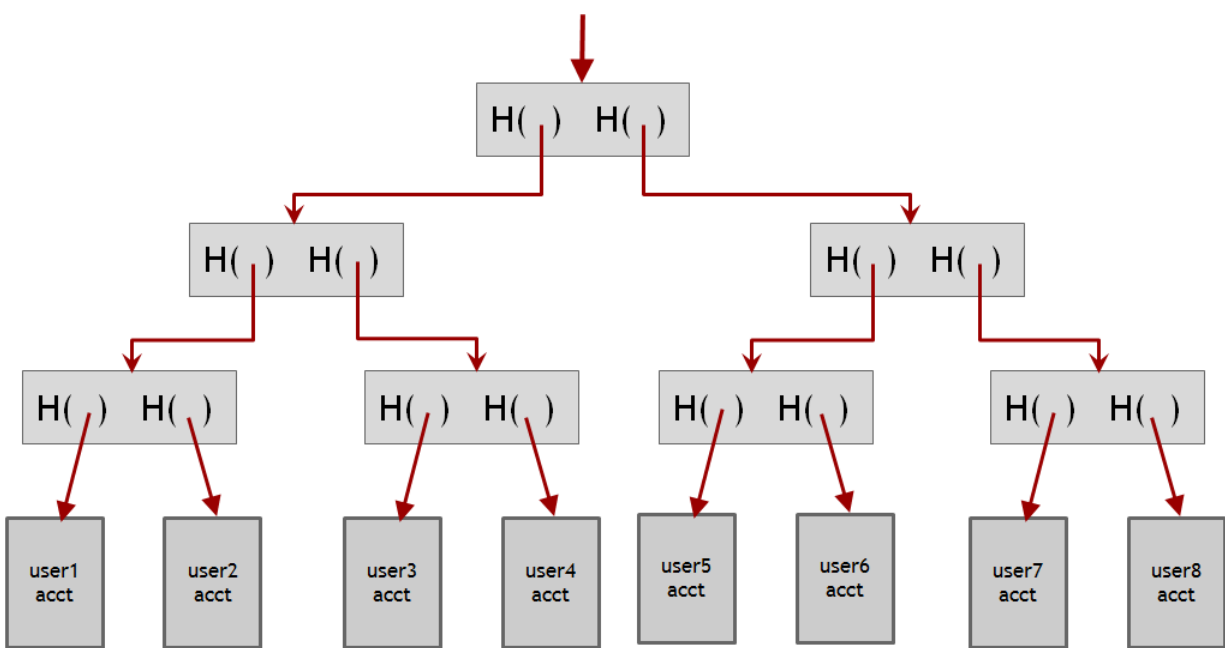 H( ) H( )
H( ) H( )
H( ) H( )
H( ) H( )
H( ) H( )
H( ) H( )
H( ) H( )
user1
acct
user2
acct
user3
acct
user4
acct
user5
acct
user6
acct
user7
acct
user8
acct